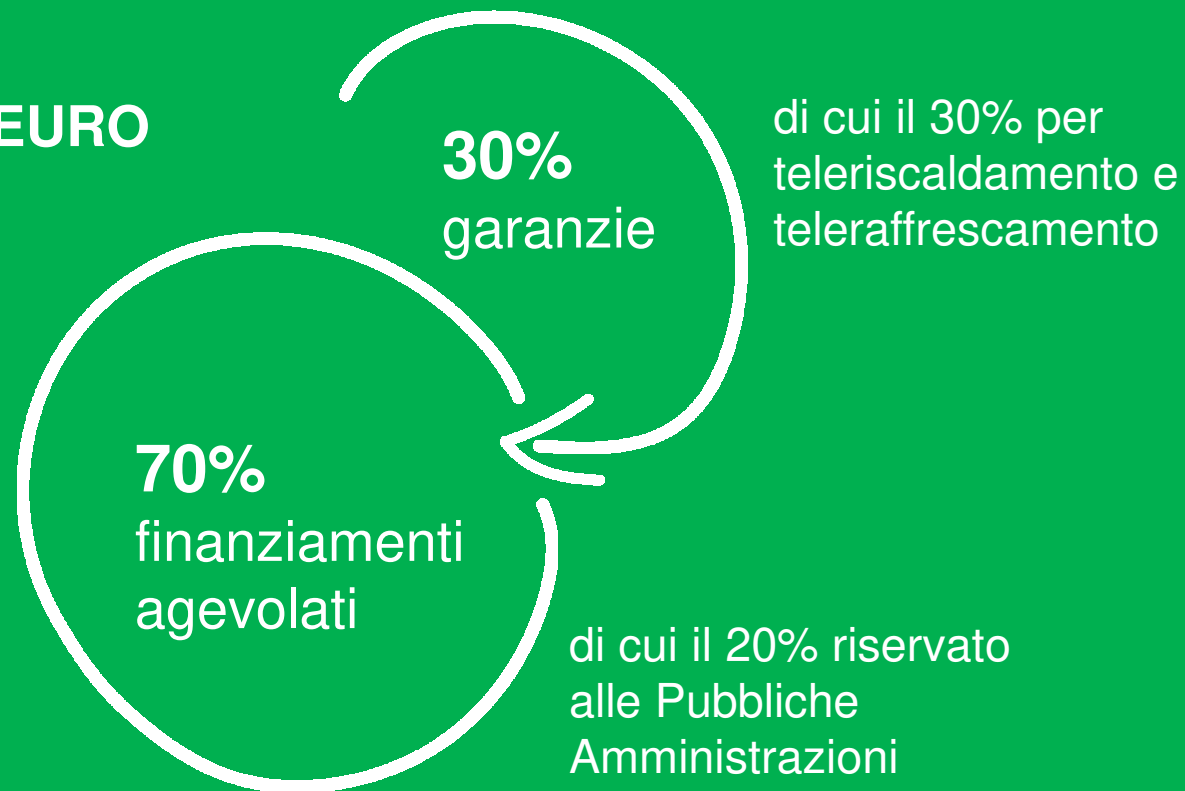 EURO
30%
garanzie
di cui il 30% per
teleriscaldamento e
teleraffrescamento
70%
finanziamenti
agevolati
di cui il 20% riservato
alle Pubbliche
Amministrazioni